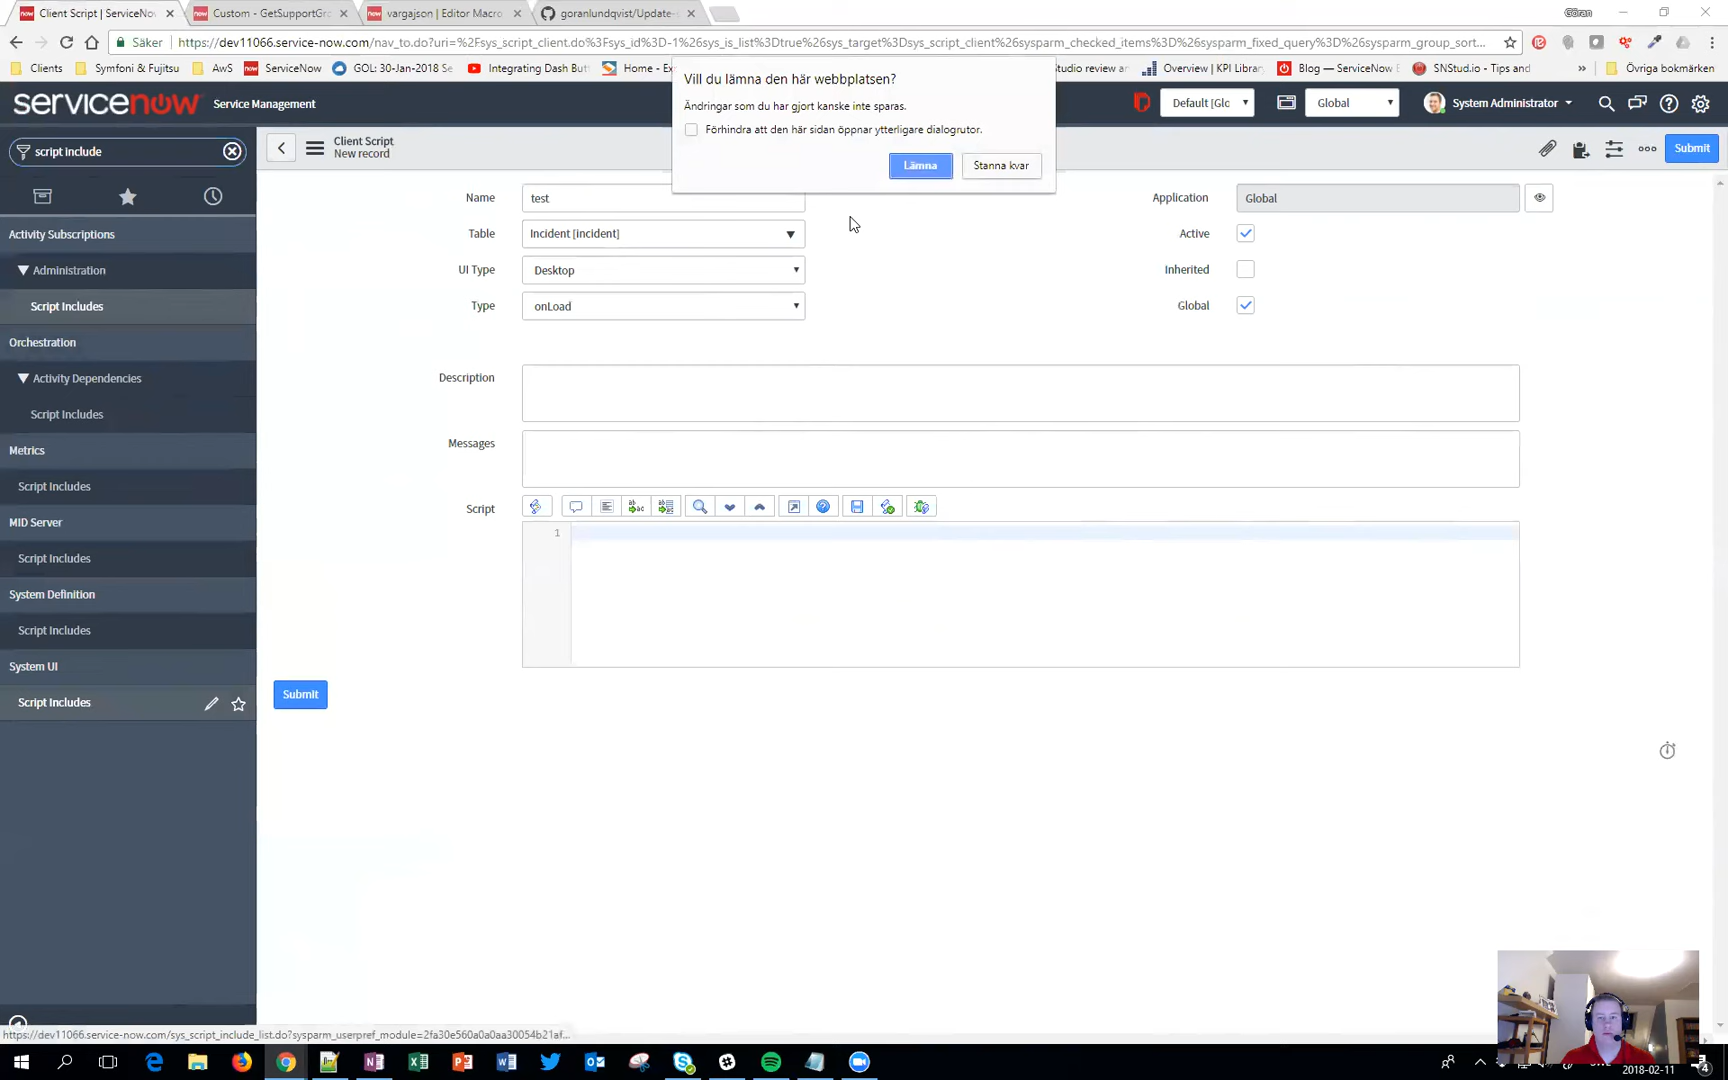 Client Script | ServiceNov
Custom - GetSupportGr
vargajson | Editor Macro
goranlundqvist/Update-
Göran
Säker
https://dev11066.service-now.com/nav_to.do?uri=%2Fsys_script_client.do%3Fsys_id%3D-1%26sys_is_list%3Dtrue%26sys_target%3Dsys_script_client%26sysparm_checked_items%3D%26sysparm_fixed_query%3D%26sysparm_group_sort...
Clients
Symfoni & Fujitsu
AwS
ServiceNow
GOL: 30-Jan-2018 Se
Integrating Dash Butt
Home - Ex
Studio review an
Overview | KPI Librar
Blog — ServiceNow E
SNStud.io - Tips and
»
Övriga bokmärken
Vill du lämna den här webbplatsen?
Ändringar som du har gjort kanske inte sparas.
Förhindra att den här sidan öppnar ytterligare dialogrutor.
Lämna
Stanna kvar
servicenow
Service Management
Default [Glo
Global
System Administrator
script include
Client Script
New record
Submit
Activity Subscriptions
Administration
Script Includes
Orchestration
Activity Dependencies
Script Includes
Metrics
Script Includes
MID Server
Script Includes
System Definition
Script Includes
System UI
Script Includes
Name
test
Table
Incident [incident]
UI Type
Desktop
Type
onLoad
Application
Global
Active
Inherited
Global
Description
Messages
Script
1
Submit
https://dev11066.service-now.com/sys_script_include_list.do?sysparm_userpref_module=2fa30e560a0a0aa30054b21af...
2018-02-11
4